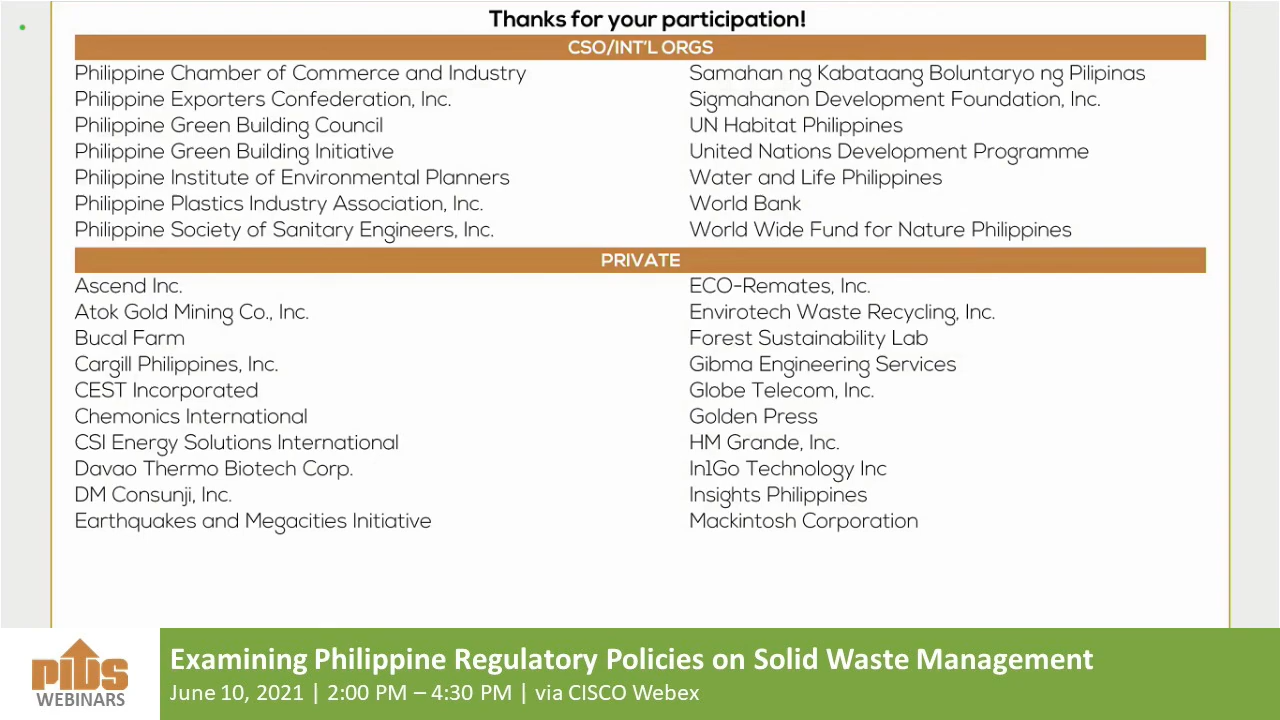 Thanks for your participation!
CSO/INT'L ORGS
Philippine Chamber of Commerce and Industry
Philippine Exporters Confederation, Inc.
Philippine Green Building Council
Philippine Green Building Initiative
Philippine Institute of Environmental Planners
Philippine Plastics Industry Association, Inc.
Philippine Society of Sanitary Engineers, Inc.
Samahan ng Kabataang Boluntaryo ng Pilipinas
Sigmahanon Development Foundation, Inc.
UN Habitat Philippines
United Nations Development Programme
Water and Life Philippines
World Bank
World Wide Fund for Nature Philippines
PRIVATE
Ascend Inc.
Atok Gold Mining Co., Inc.
Bucal Farm
Cargill Philippines, Inc.
CEST Incorporated
Chemonics International
CSI Energy Solutions International
Davao Thermo Biotech Corp.
DM Consunji, Inc.
Earthquakes and Megacities Initiative
ECO-Remates, Inc.
Envirotech Waste Recycling, Inc.
Forest Sustainability Lab
Gibma Engineering Services
Globe Telecom, Inc.
Golden Press
HM Grande, Inc.
In1Go Technology Inc
Insights Philippines
Mackintosh Corporation
PIDS
WEBINARS
Examining Philippine Regulatory Policies on Solid Waste Management
June 10, 2021 | 2:00 PM – 4:30 PM | via CISCO Webex